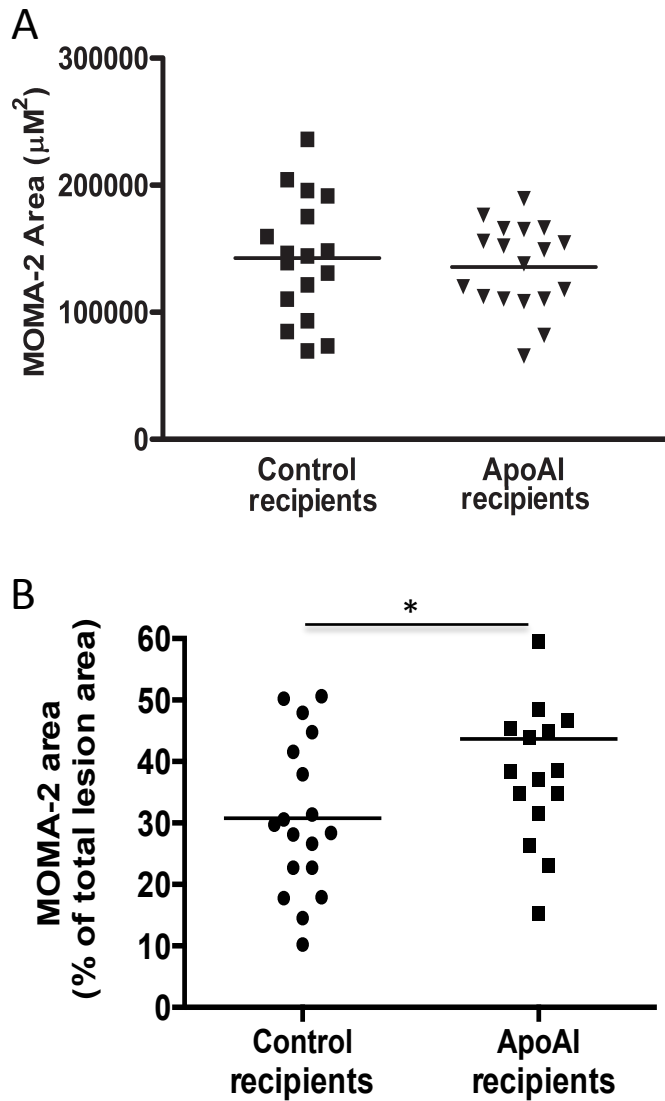 A
300000
200000
100000
0
MOMA-2 Area (μM²)
Control
recipients
ApoAI
recipients
B
*
60
50
40
30
20
10
0
MOMA-2 area
(% of total lesion area)
Control
recipients
ApoAI
recipients